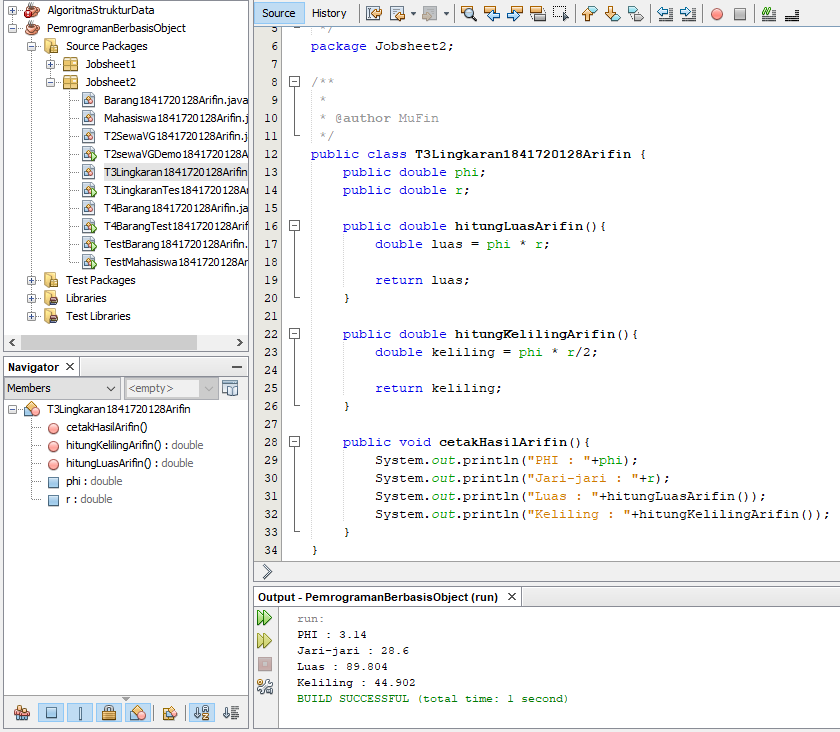 AlgoritmaStrukturData
PemrogramanBerbasisObject
Source Packages
Jobsheet1
Jobsheet2
Barang1841720128Arifin.java
Mahasiswa1841720128Arifin.j
T2SewaVG1841720128Arifin.j
T2sewaVGDemo1841720128A
T3Lingkaran1841720128Arifin
T3LingkaranTes1841720128Ar
T4Barang1841720128Arifin.ja
T4BarangTest1841720128Arif
TestBarang1841720128Arifin.
TestMahasiswa1841720128Ar
Test Packages
Libraries
Test Libraries
Navigator
Members
<empty>
T3Lingkaran1841720128Arifin
cetakHasilArifin()
hitungKelilingArifin() : double
hitungLuasArifin() : double
phi : double
r : double
Source History
5 */
6 package Jobsheet2;
7
8 /**
9 *
10 * @author MuFin
11 */
12 public class T3Lingkaran1841720128Arifin {
13 public double phi;
14 public double r;
15
16 public double hitungLuasArifin(){
17 double luas = phi * r;
18
19 return luas;
20 }
21
22 public double hitungKelilingArifin(){
23 double keliling = phi * r/2;
24
25 return keliling;
26 }
27
28 public void cetakHasilArifin(){
29 System.out.println("PHI : "+phi);
30 System.out.println("Jari-jari : "+r);
31 System.out.println("Luas : "+hitungLuasArifin());
32 System.out.println("Keliling : "+hitungKelilingArifin());
33 }
34 }
Output - PemrogramanBerbasisObject (run)
run:
PHI : 3.14
Jari-jari : 28.6
Luas : 89.804
Keliling : 44.902
BUILD SUCCESSFUL (total time: 1 second)